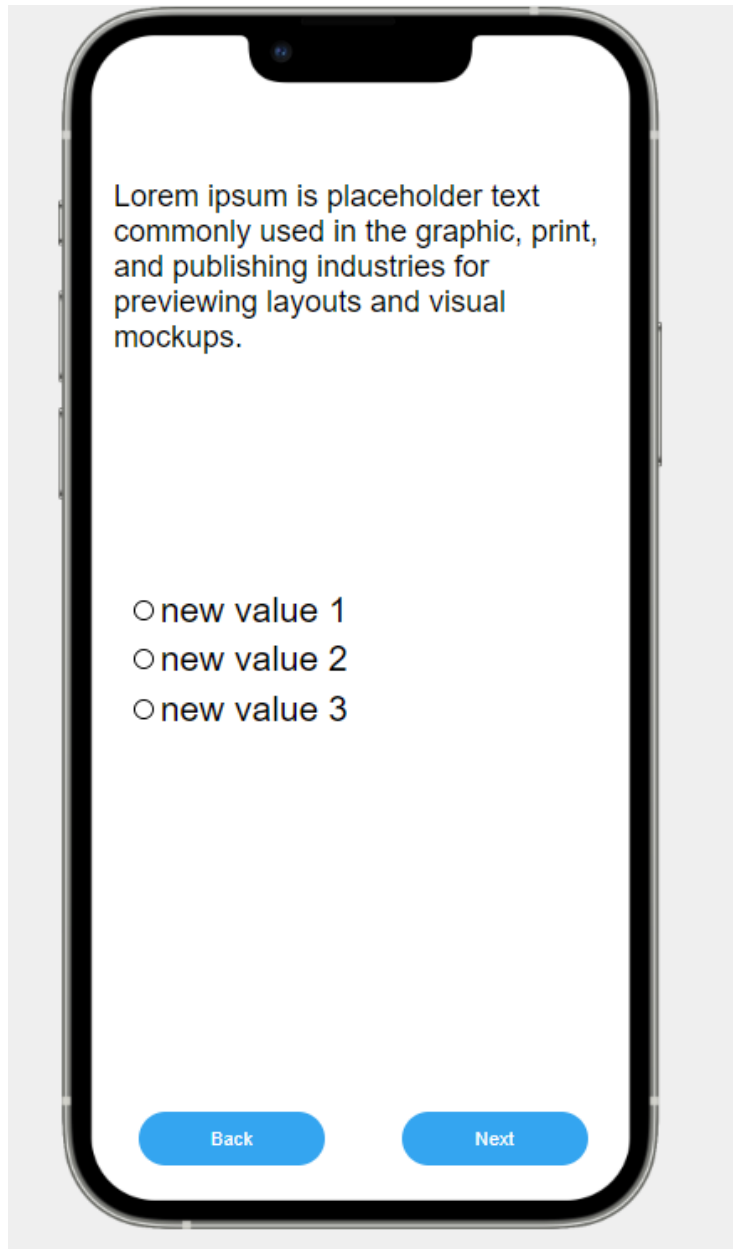 Lorem ipsum is placeholder text
commonly used in the graphic, print,
and publishing industries for
previewing layouts and visual
mockups.
new value 1
new value 2
new value 3
Back Next